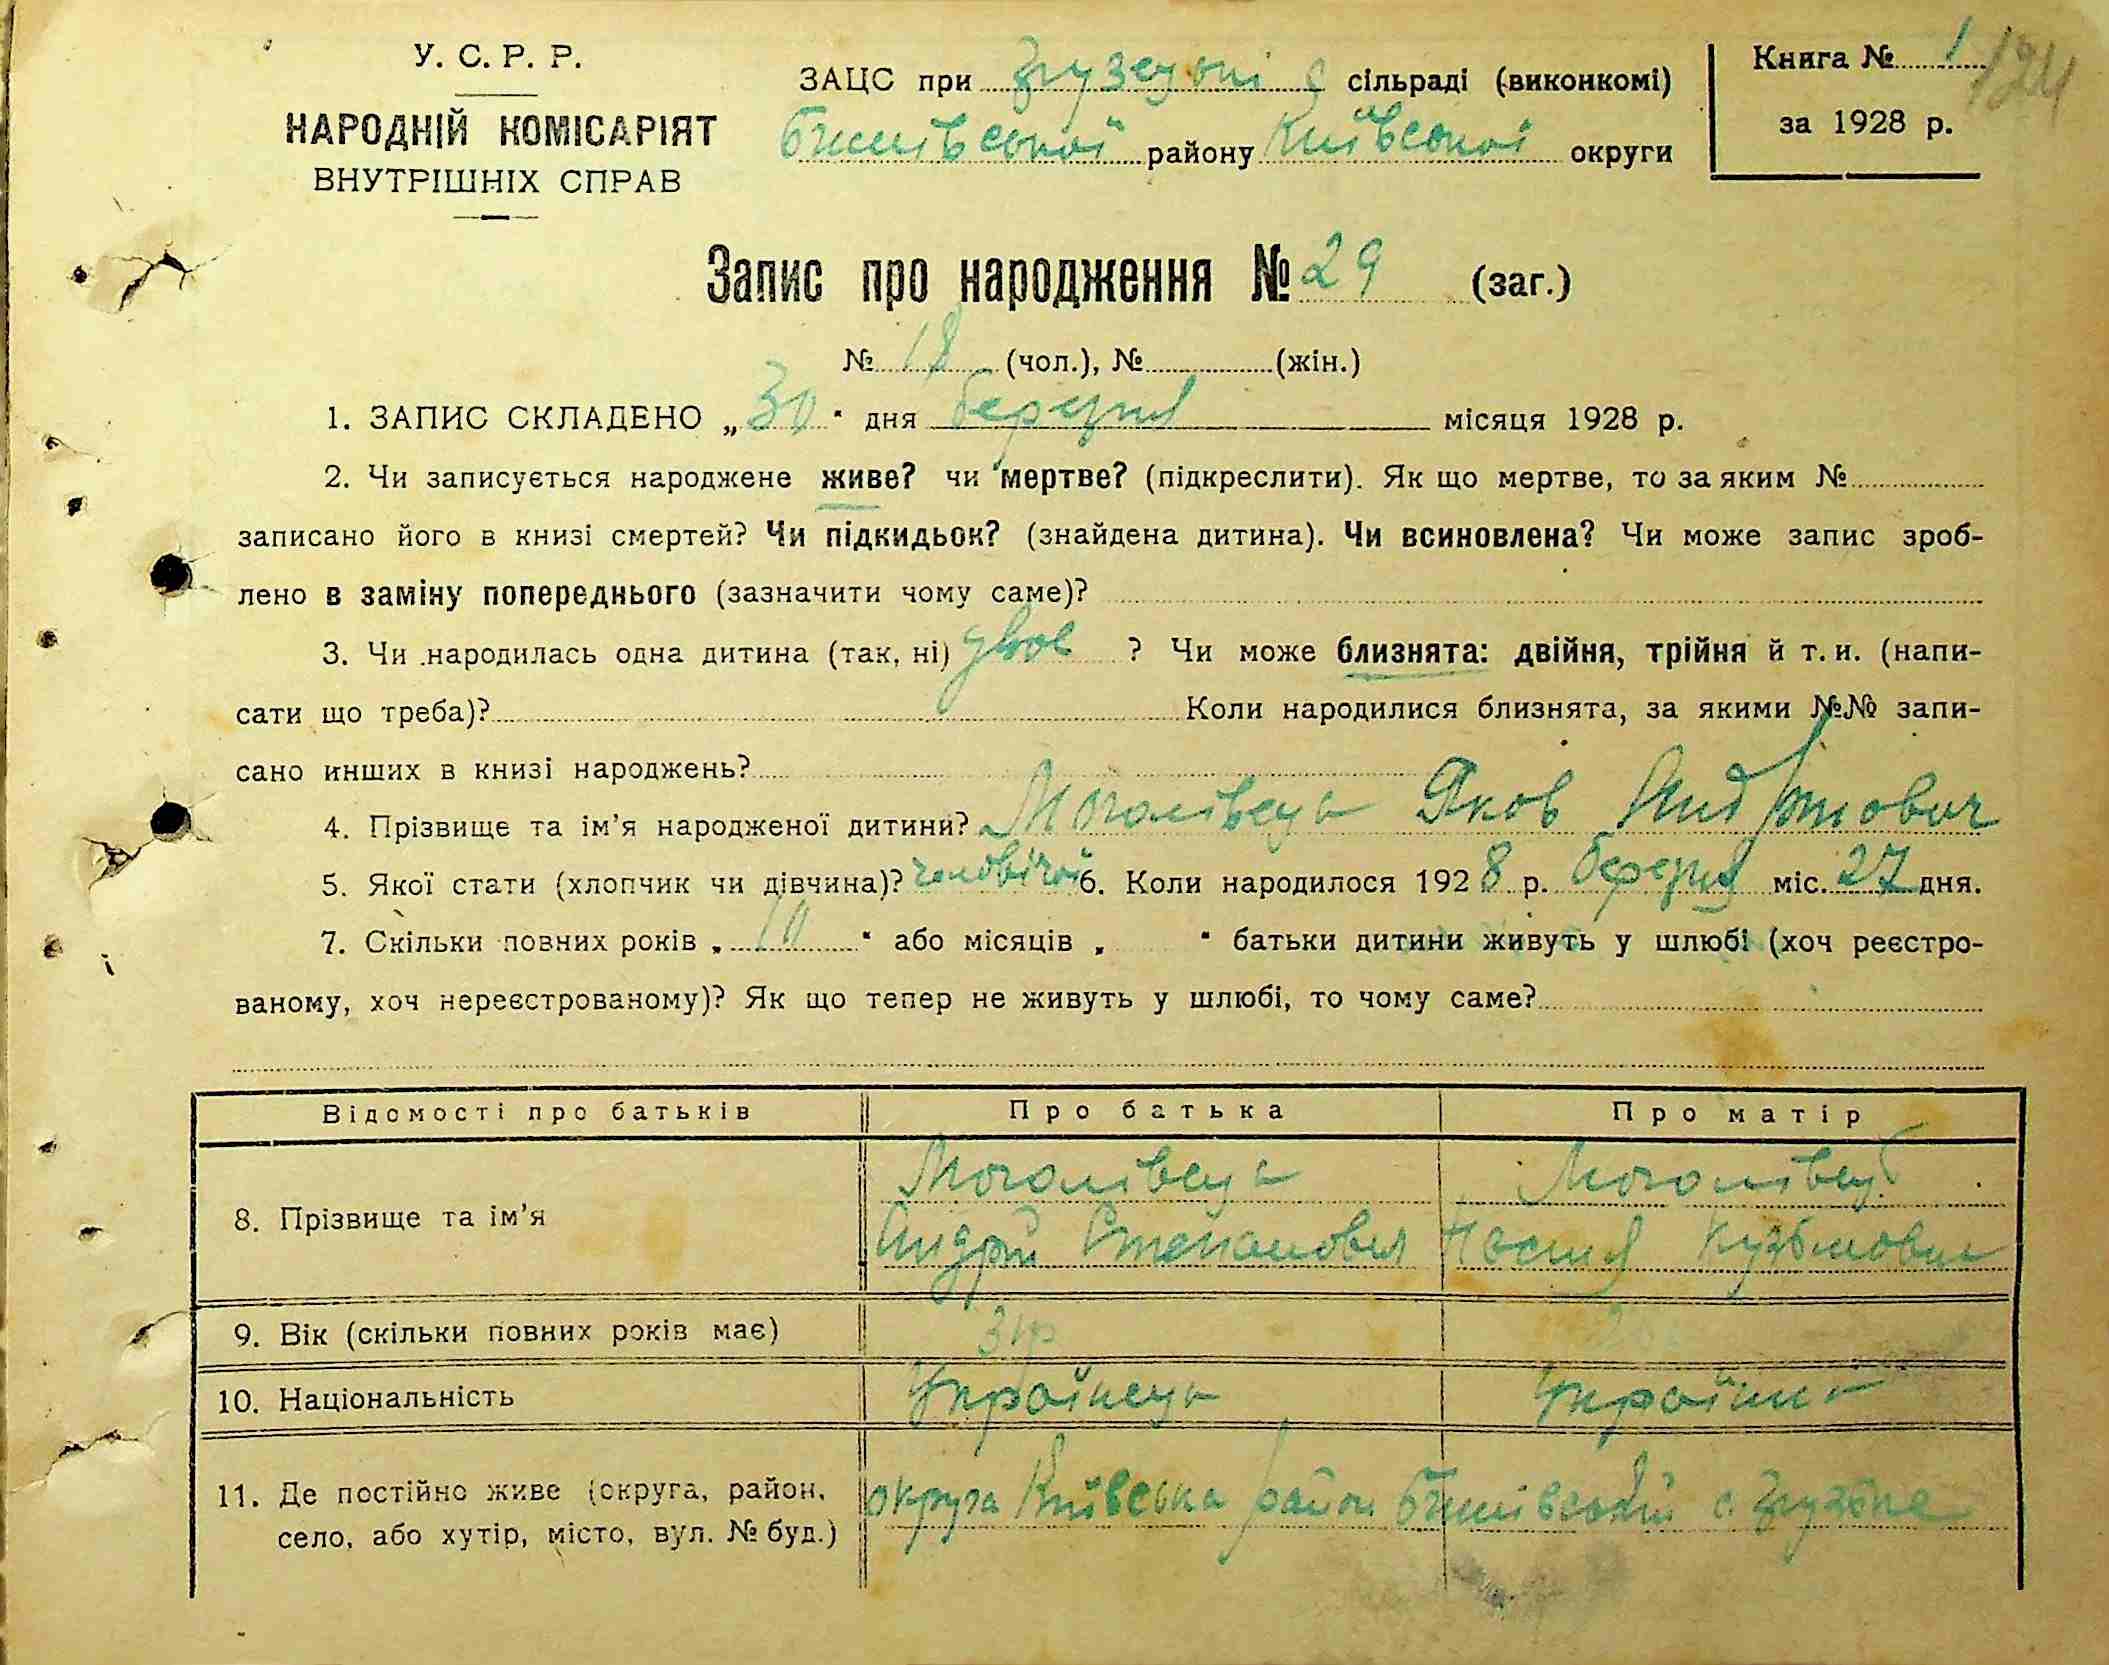 У. С. Р. Р.
НАРОДНІЙ КОМІСАРІЯТ
ВНУТРІШНІХ СПРАВ
ЗАЦС при Грузскькій сільраді (виконкомі)
Бишівської району Київської округи
Книга № 1 124
за 1928 р.
Запис про народження № 29 (заг.)
№ 18 (чол.), № (жін.)
1. ЗАПИС СКЛАДЕНО „30" дня березня місяця 1928 р.
2. Чи записується народжене живе? чи мертве? (підкреслити). Як що мертве, то за яким №
записано його в книзі смертей? Чи підкидьок? (знайдена дитина). Чи всиновлена? Чи може запис зроб-
лено в заміну попереднього (зазначити чому саме)?
3. Чи народилась одна дитина (так, ні) двоє ? Чи може близнята: двійня, трійня й т. и. (напи-
сати що треба)? Коли народилися близнята, за якими №№ запи-
сано инших в книзі народжень?
4. Прізвище та ім'я народженої дитини? Моголівець Яков Андрійович
5. Якої стати (хлопчик чи дівчина)? чоловічої 6. Коли народилося 1928 р. березня міс. 27 дня.
7. Скільки повних років „10" або місяців „ " батьки дитини живуть у шлюбі (хоч реєстро-
ваному, хоч нереєстрованому)? Як що тепер не живуть у шлюбі, то чому саме?
Відомості про батьків Про батька Про матір
8. Прізвище та ім'я Моголівець Андрій Степанович Моголівець Настя Кузьмовна
9. Вік (скільки повних років має) 31р
10. Національність Українець Українка
11. Де постійно живе (округа, район, село, або хутір, місто, вул. № буд.) округа Київська район Бишівський с. Грузьке